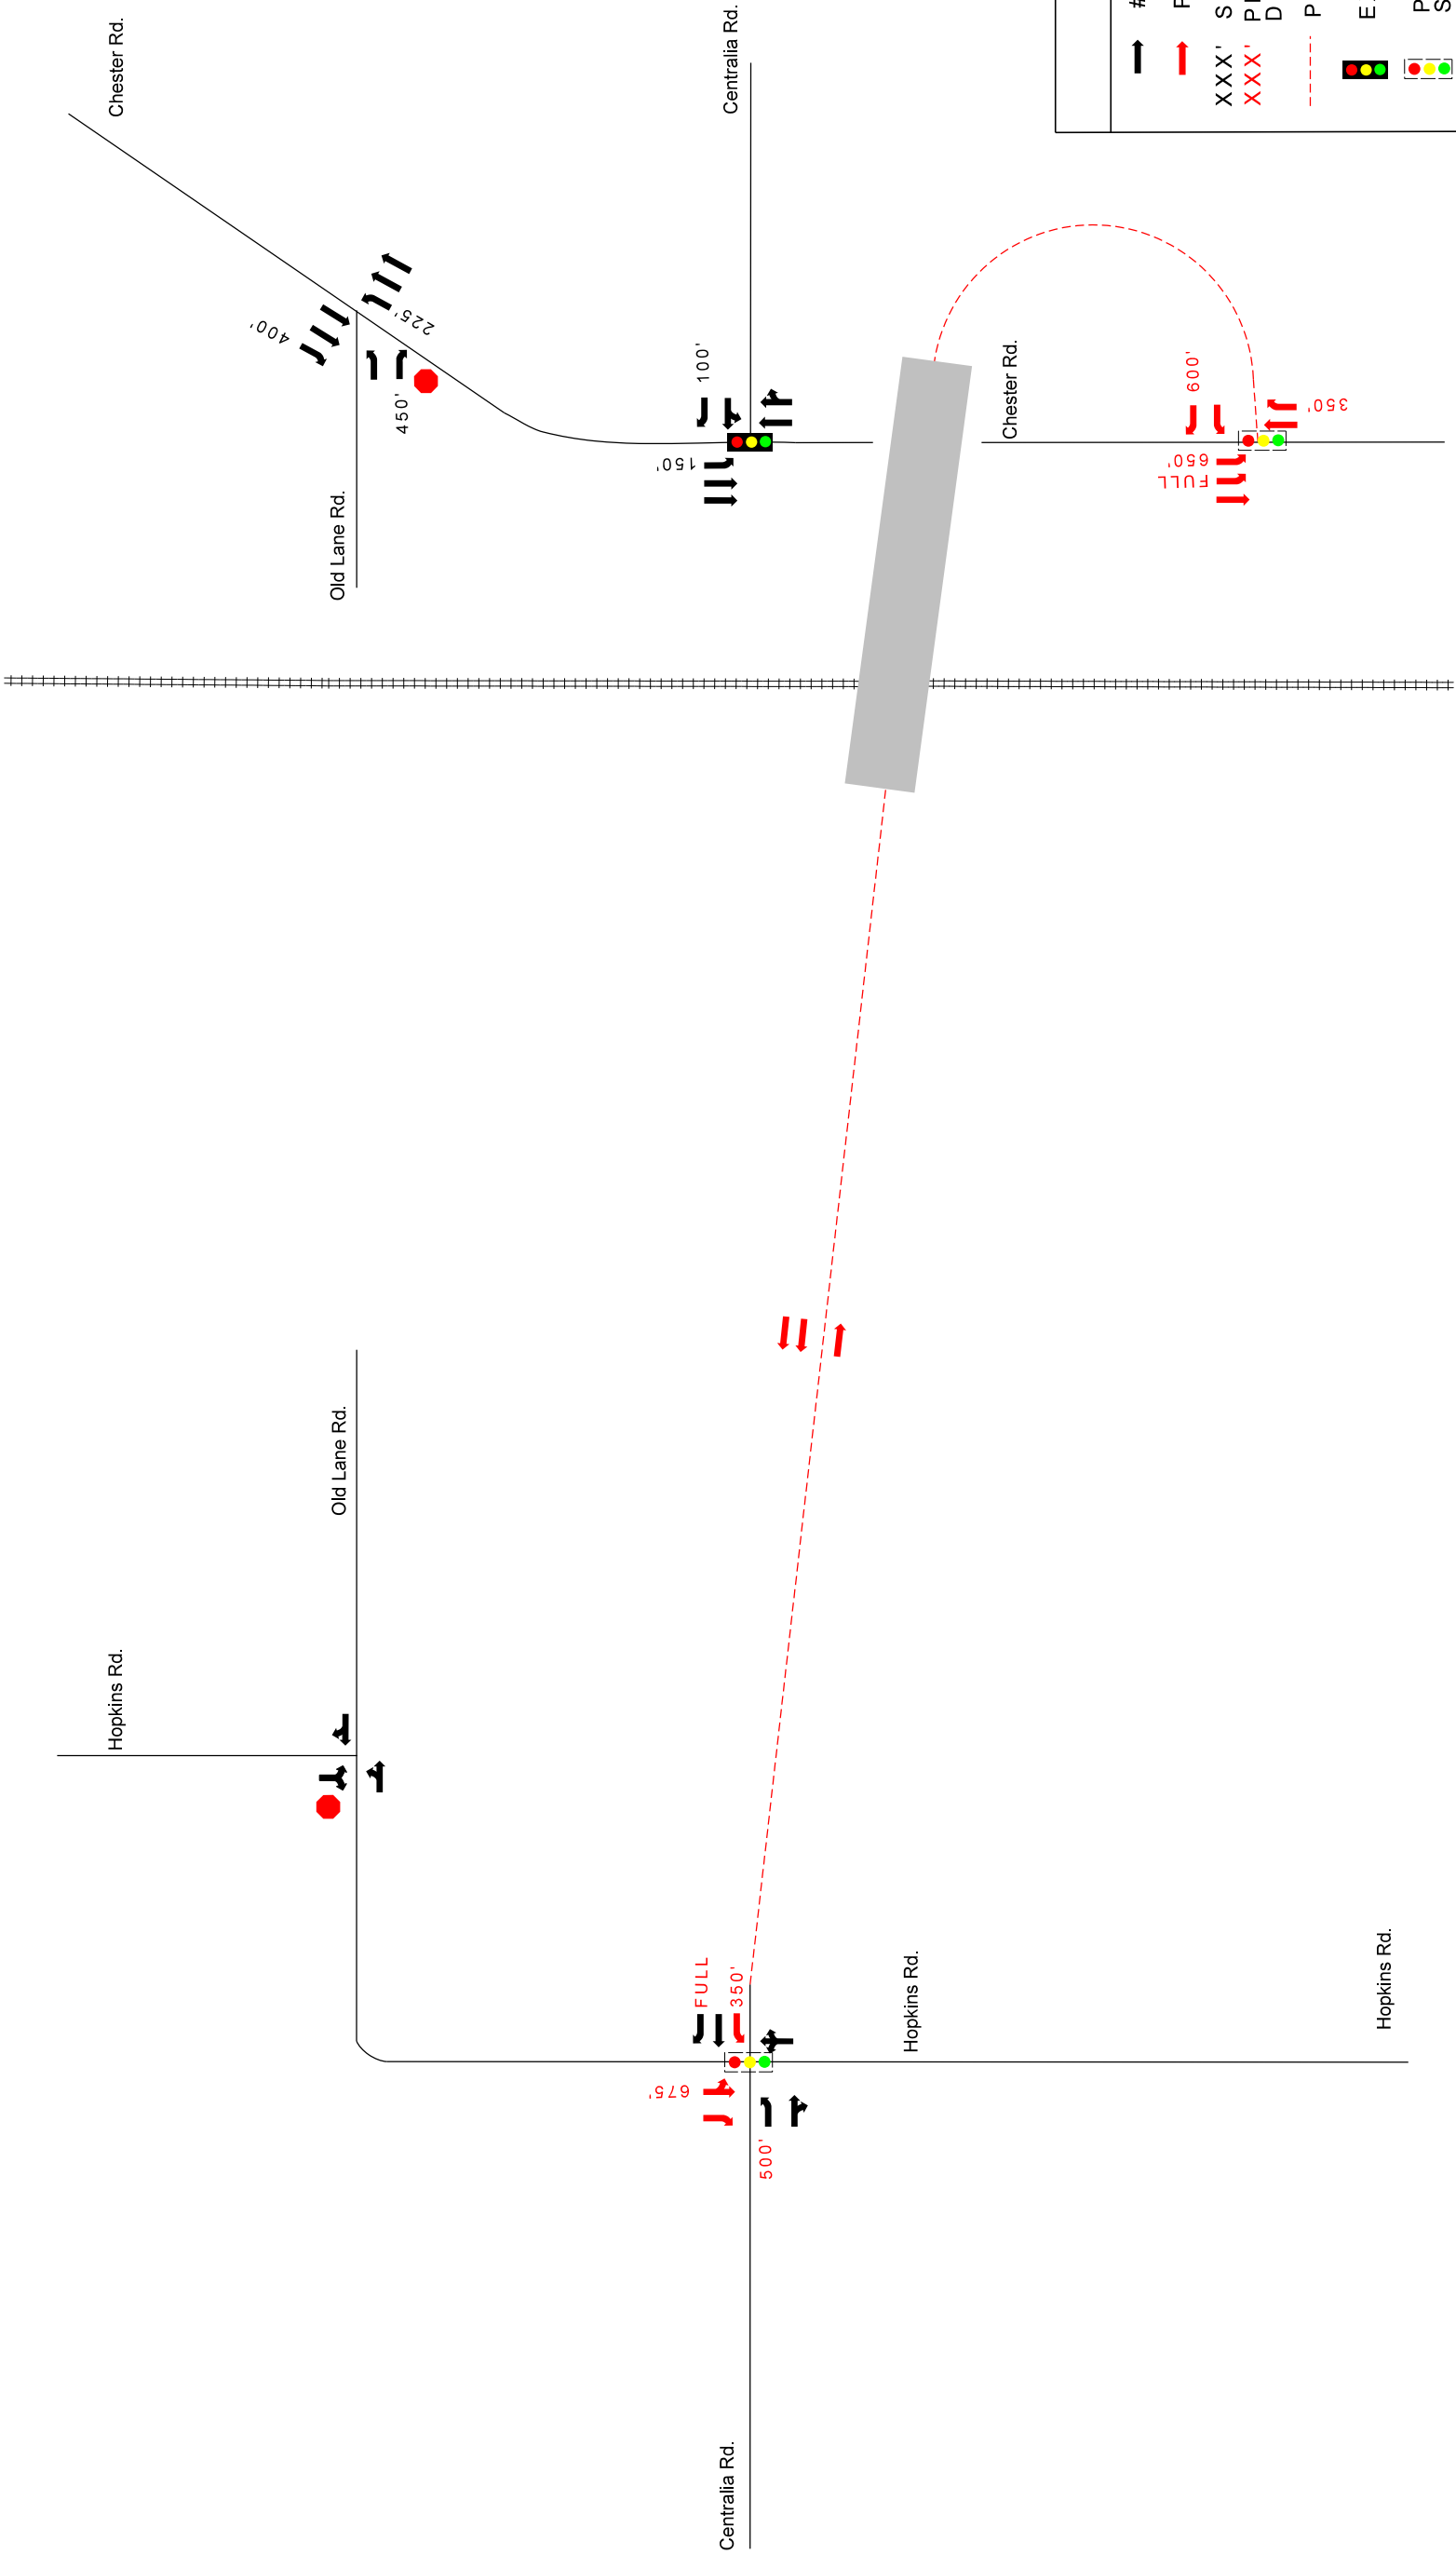 Chester Rd.
Centralia Rd.
#
XXX' S
XXX'
D
P
400'
225'
450'
100'
150'
Old Lane Rd.
Chester Rd.
600'
350'
650'
FULL
Old Lane Rd.
Hopkins Rd.
FULL
350'
675'
500'
Hopkins Rd.
Hopkins Rd.
Centralia Rd.